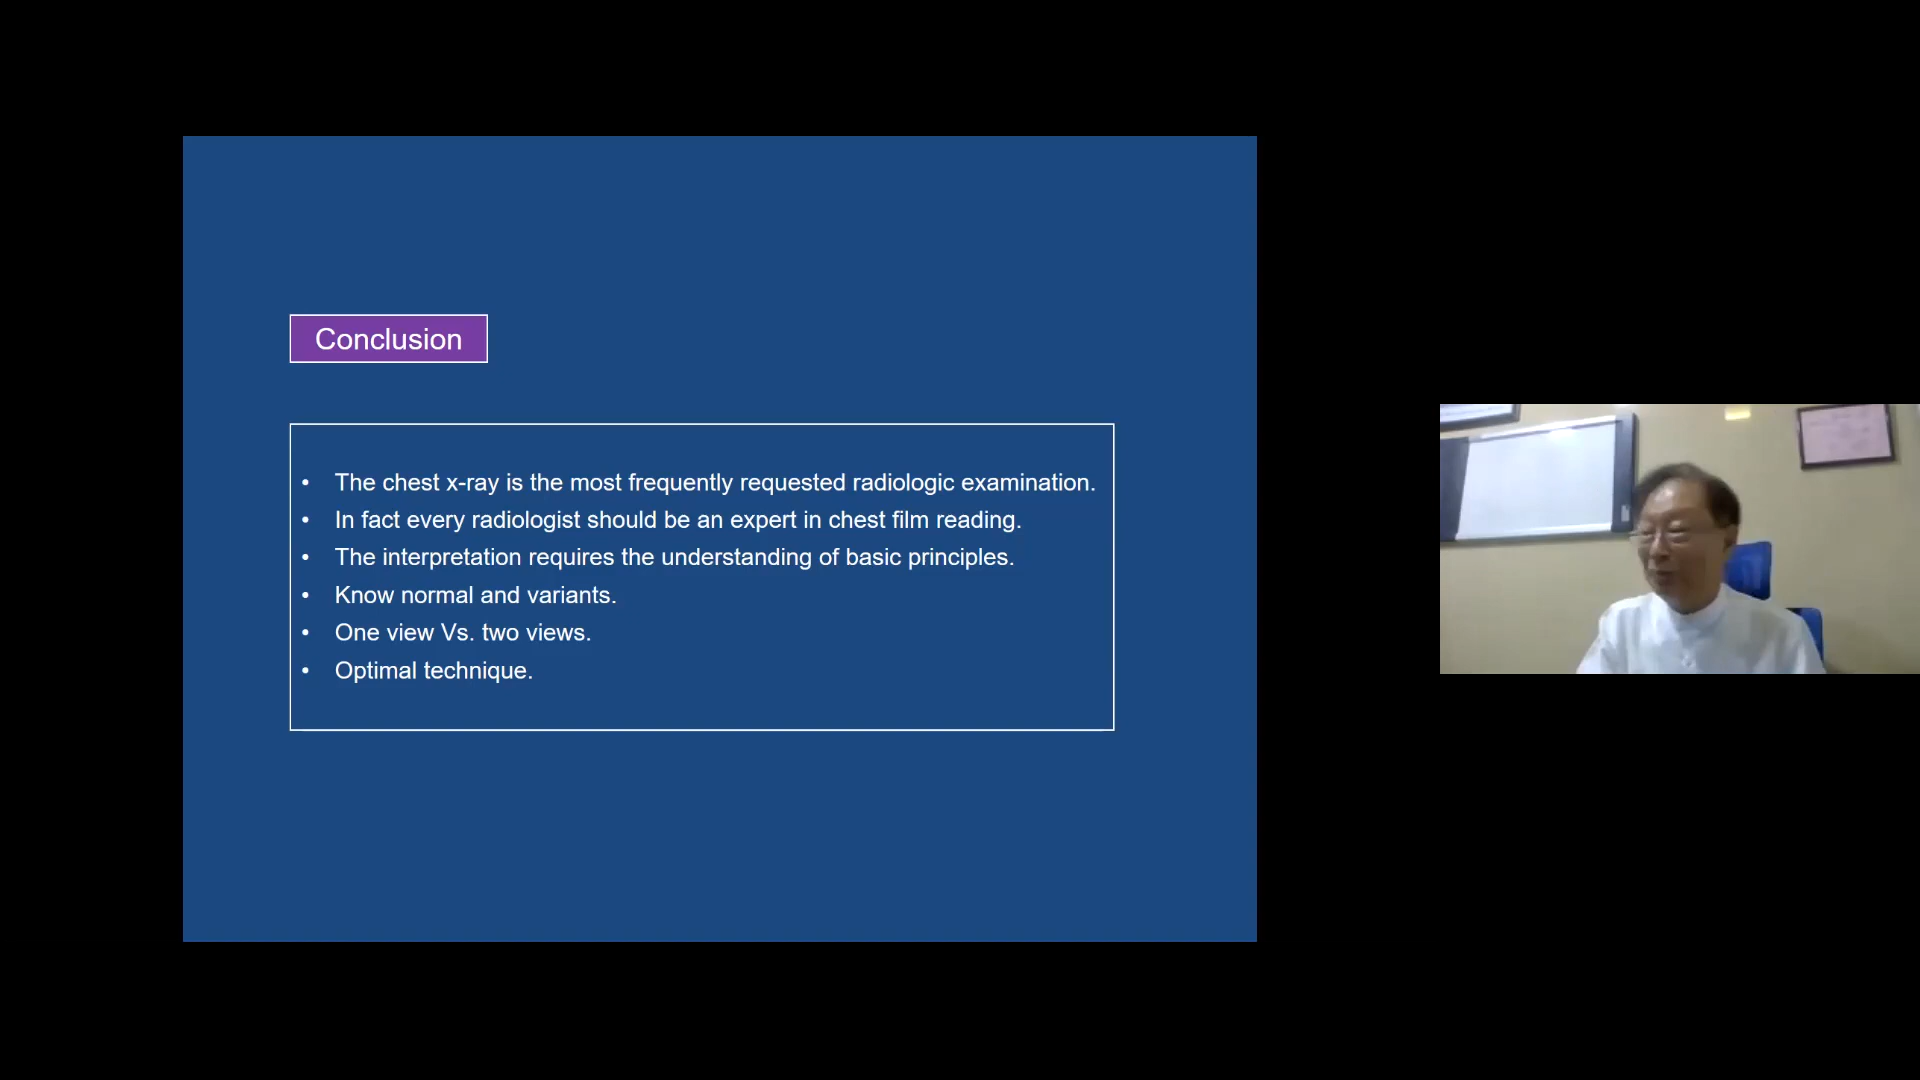 Conclusion
• The chest x-ray is the most frequently requested radiologic examination.
• In fact every radiologist should be an expert in chest film reading.
• The interpretation requires the understanding of basic principles.
• Know normal and variants.
• One view Vs. two views.
• Optimal technique.